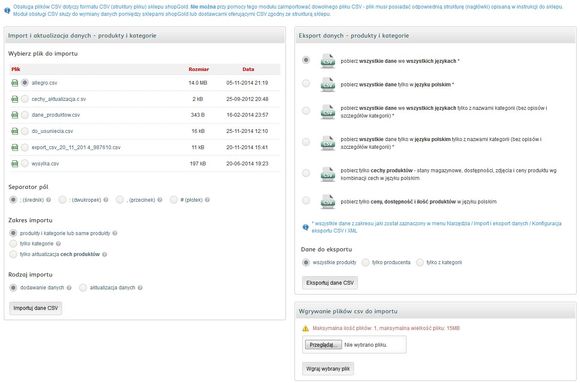 Obsługa plików CSV dotyczy formatu CSV (struktury pliku) sklepu shopGold. Nie można przy pomocy tego modułu zaimportować dowolnego pliku CSV - plik musi posiadać odpowiednią strukturę (nagłówki) opisaną w instrukcji do sklepu.
Moduł obsługi CSV służy do wymiany danych pomiędzy sklepami shopGold lub dostawcami oferującymi CSV zgodny ze strukturą sklepu.
Import i aktualizacja danych - produkty i kategorie
Wybierz plik do importu
Plik Rozmiar Data
allegro.csv 14.0 MB 05-11-2014 21:19
cechy_aktualizacja.c.sv 2 kB 25-09-2012 20:48
dane_produktow.csv 343 B 16-02-2014 23:57
do_usuniecia.csv 16 kB 25-11-2014 12:10
export_csv_20_11_2014_987610.csv 11 kB 20-11-2014 15:41
wysylka.csv 197 kB 20-06-2014 19:23
Separator pól
; (średnik) : (dwukropek) , (przecinek) # (płotek)
Zakres importu
produkty i kategorie lub same produkty
tylko kategorie
tylko aktualizacja cech produktów
Rodzaj importu
dodawanie danych aktualizacja danych
Importuj dane CSV
Eksport danych - produkty i kategorie
pobierz wszystkie dane we wszystkich językach *
pobierz wszystkie dane tylko w języku polskim *
pobierz wszystkie dane we wszystkich językach tylko z nazwami kategorii (bez opisów i
szczegółów kategorii) *
pobierz wszystkie dane tylko w języku polskim tylko z nazwami kategorii (bez opisów i
szczegółów kategorii) *
pobierz tylko cechy produktów - stany magazynowe, dostępności, zdjęcia i ceny produktu wg
kombinacji cech w języku polskim
pobierz tylko ceny, dostępność i ilość produktów w języku polskim
* wszystkie dane z zakresu jaki został zaznaczony w menu Narzędzia / Import i eksport danych / Konfiguracja
eksportu CSV i XML
Dane do eksportu
wszystkie produkty tylko producenta tylko z kategorii
Eksportuj dane CSV
Wgrywanie plików csv do importu
Maksymalna ilość plików: 1, maksymalna wielkość pliku: 15MB
Przeglądaj... Nie wybrano pliku.
Wgraj wybrany plik